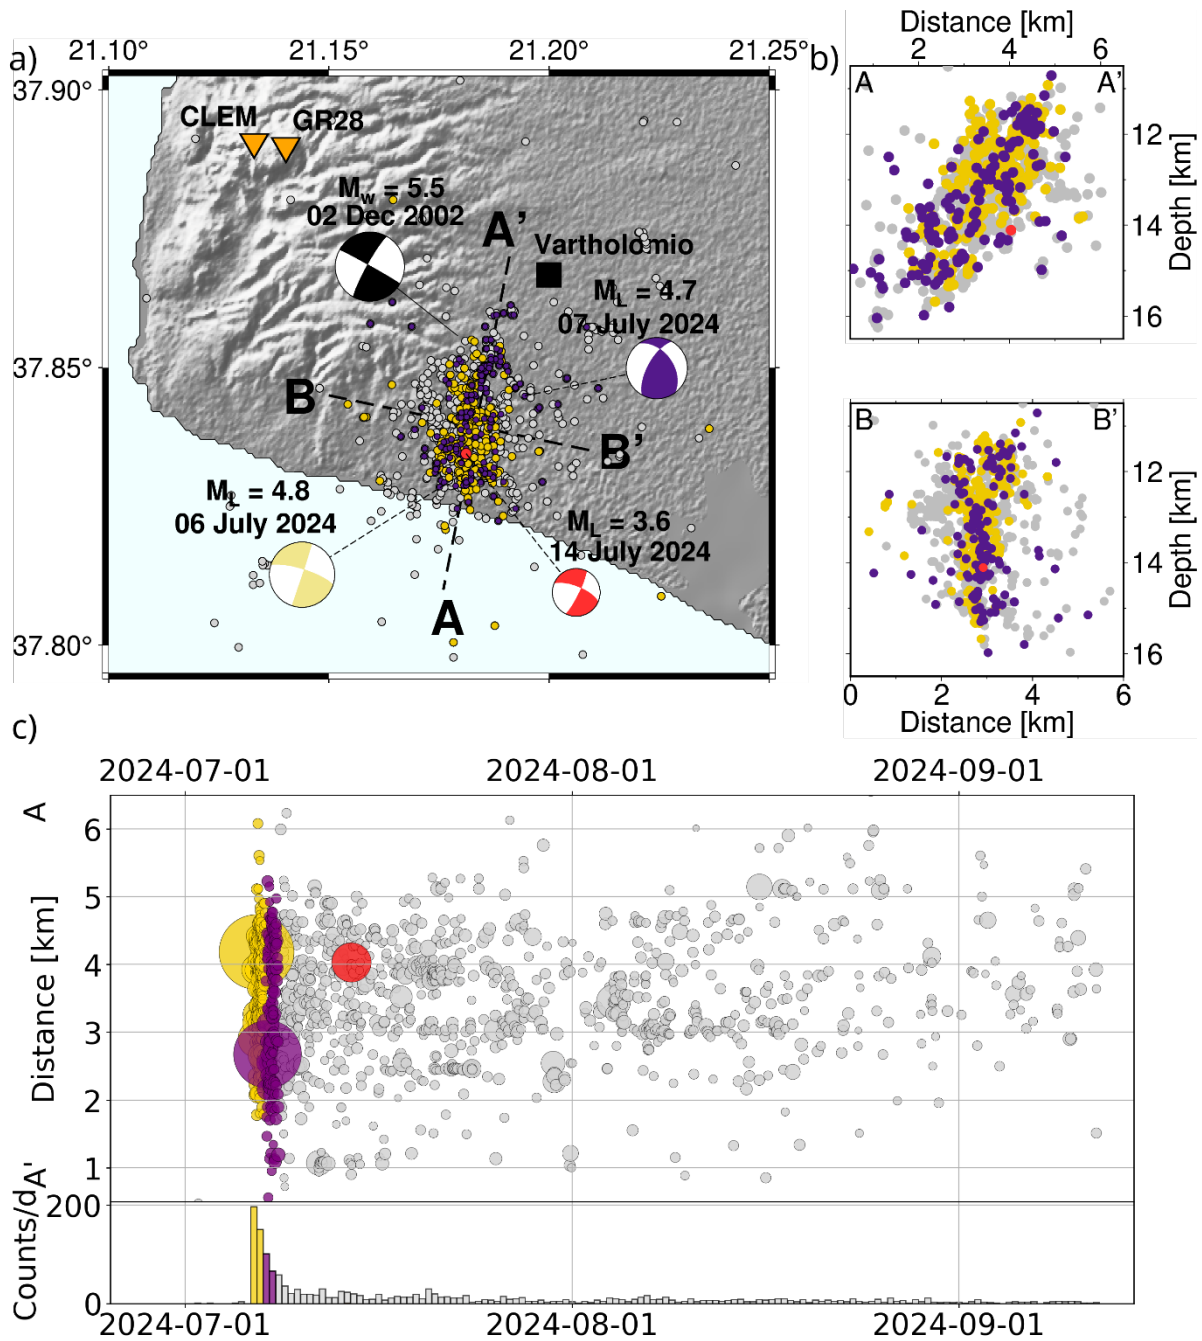 a)
21.10°
21.15°
21.20°
21.25°
37.90°
37.85°
37.80°
CLEM
GR28
Mw = 5.5
02 Dec 2002
A’
Vartholomio
ML = 4.7
07 July 2024
B
B’
ML = 4.8
06 July 2024
ML = 3.6
14 July 2024
A
b)
Distance [km]
2 4 6
A A’
12
14
16
Depth [km]
B B’
12
14
16
Depth [km]
0 2 4 6
Distance [km]
c)
2024-07-01 2024-08-01 2024-09-01
A
Distance [km]
A’
6
5
4
3
2
1
Counts/d
200
0
2024-07-01 2024-08-01 2024-09-01